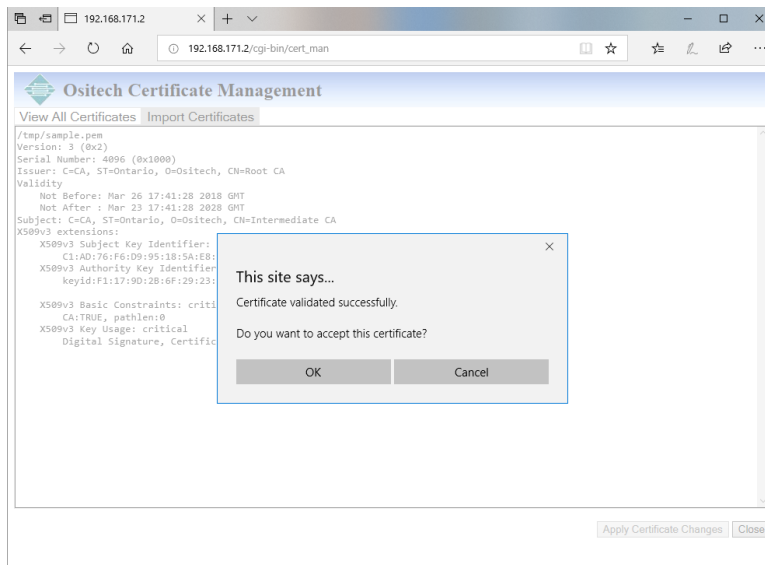 192.168.171.2
192.168.171.2/cgi-bin/cert_man
Ositech Certificate Management
View All Certificates Import Certificates
/tmp/sample.pem
Version: 3 (0x2)
Serial Number: 4096 (0x1000)
Issuer: C=CA, ST=Ontario, O=Ositech, CN=Root CA
Validity
Not Before: Mar 26 17:41:28 2018 GMT
Not After : Mar 23 17:41:28 2028 GMT
Subject: C=CA, ST=Ontario, O=Ositech, CN=Intermediate CA
X509v3 extensions:
X509v3 Subject Key Identifier:
C1:AD:76:F6:D9:95:18:5A:E8:
X509v3 Authority Key Identifier
keyid:F1:17:9D:2B:6F:29:23:
X509v3 Basic Constraints: criti
CA:TRUE, pathlen:0
X509v3 Key Usage: critical
Digital Signature, Certific
This site says...
Certificate validated successfully.
Do you want to accept this certificate?
OK Cancel
Apply Certificate Changes Close